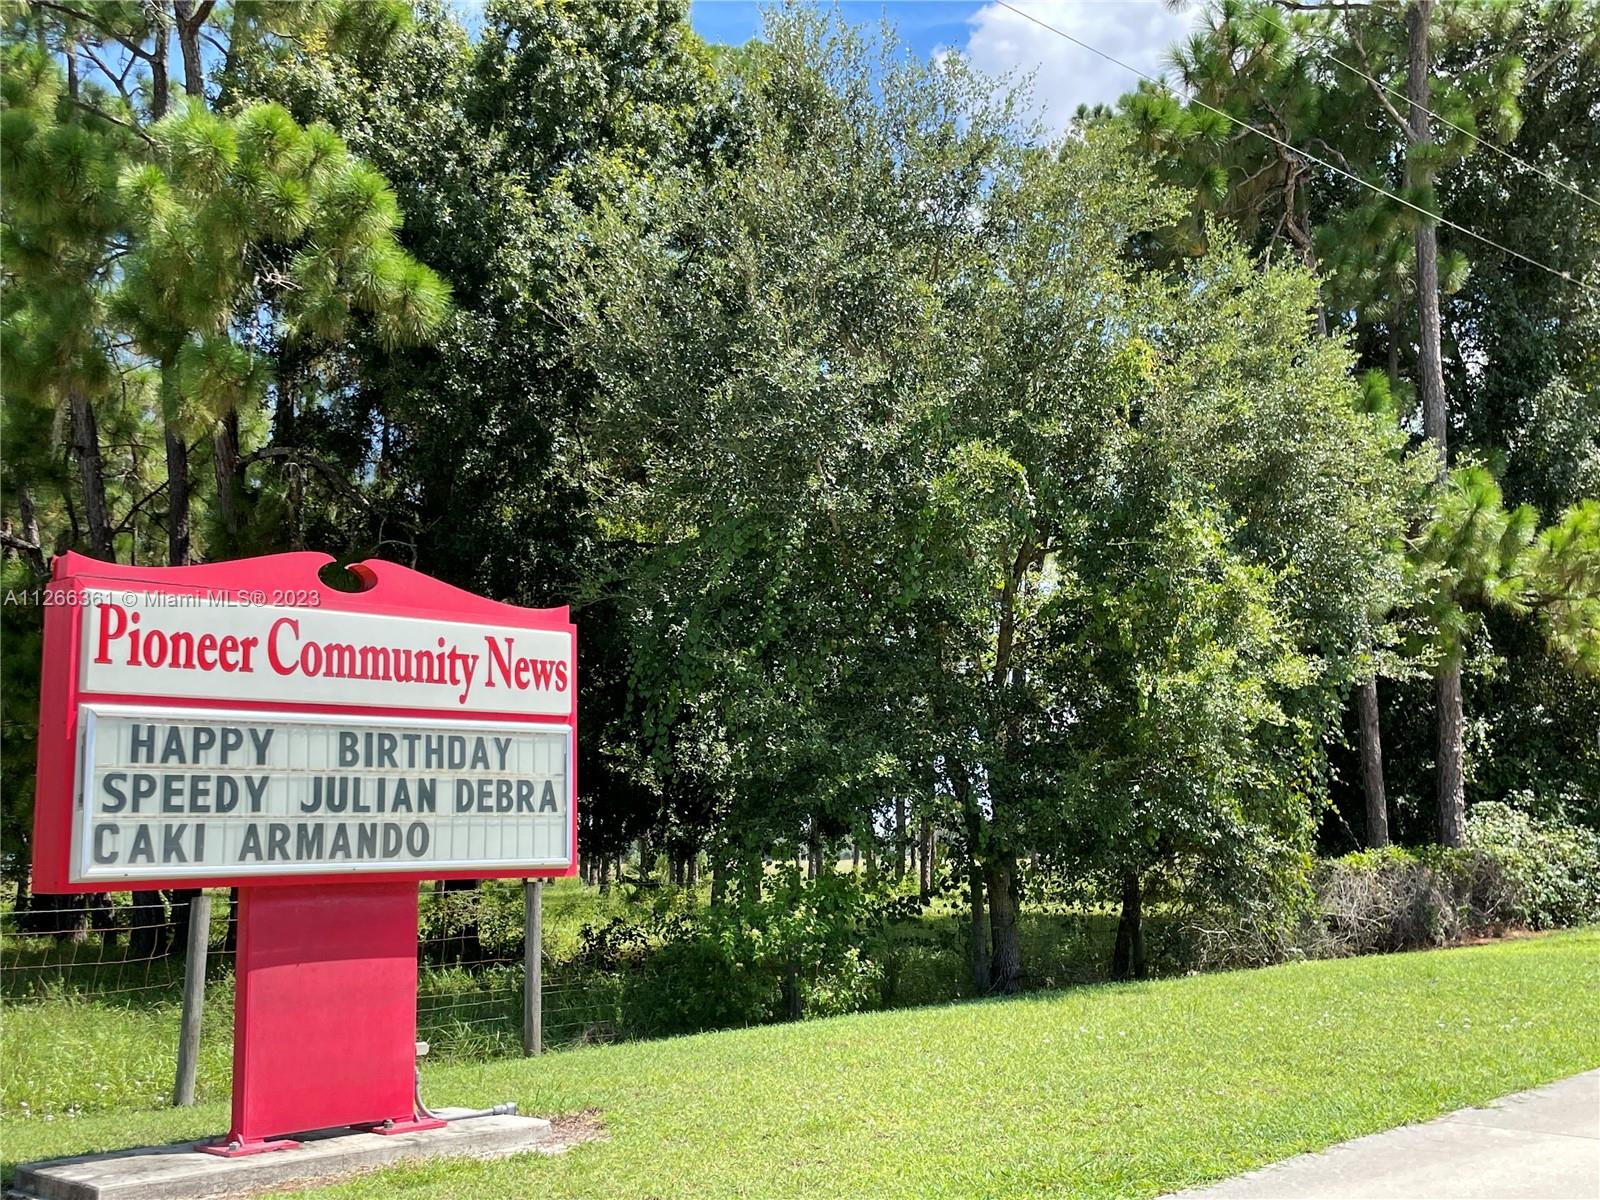 A11266361 © Miami MLS® 2023
Pioneer Community News
HAPPY BIRTHDAY
SPEEDY JULIAN DEBRA
CAKI ARMANDO